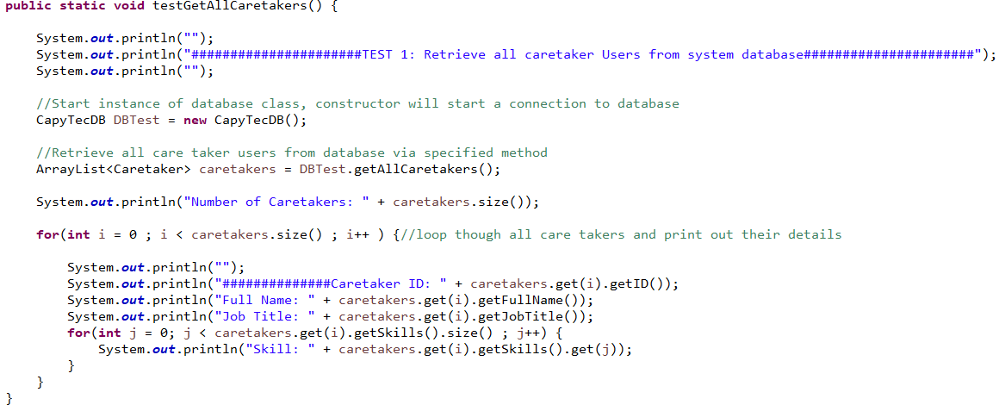 public static void testGetAllCaretakers() {
System.out.println("");
System.out.println("######################TEST 1: Retrieve all caretaker Users from system database######################");
System.out.println("");
//Start instance of database class, constructor will start a connection to database
CapyTecDB DBTest = new CapyTecDB();
//Retrieve all care taker users from database via specified method
ArrayList<Caretaker> caretakers = DBTest.getAllCaretakers();
System.out.println("Number of Caretakers: " + caretakers.size());
for(int i = 0 ; i < caretakers.size() ; i++ ) {//loop though all care takers and print out their details
System.out.println("");
System.out.println("##############Caretaker ID: " + caretakers.get(i).getID());
System.out.println("Full Name: " + caretakers.get(i).getFullName());
System.out.println("Job Title: " + caretakers.get(i).getJobTitle());
for(int j = 0; j < caretakers.get(i).getSkills().size() ; j++) {
System.out.println("Skill: " + caretakers.get(i).getSkills().get(j));
}
}
}